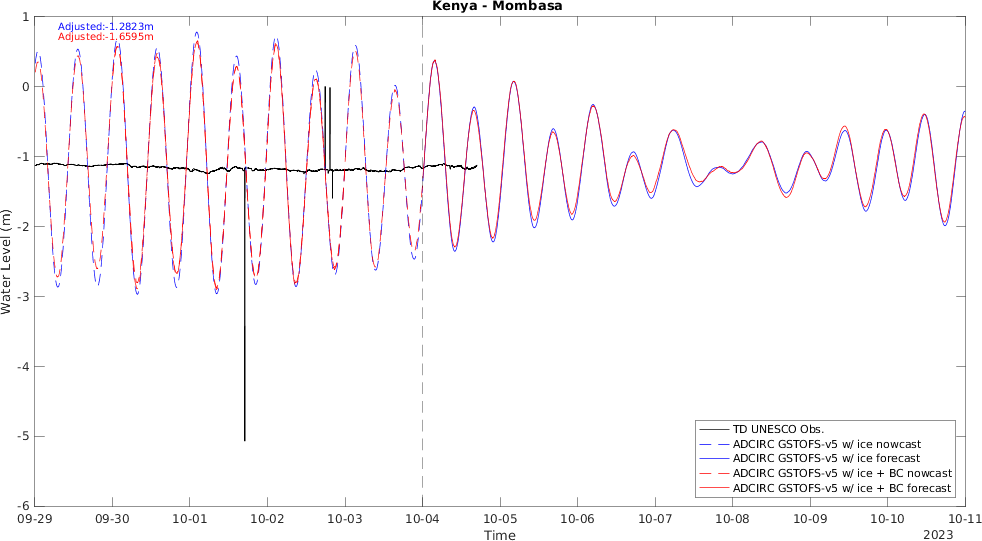 Kenya - Mombasa
Adjusted:-1.2823m
Adjusted:-1.6595m
1
0
-1
-2
-3
-4
-5
-6
Water Level (m)
09-29 09-30 10-01 10-02 10-03 10-04 10-05 10-06 10-07 10-08 10-09 10-10 10-11
Time
2023
TD UNESCO Obs.
ADCIRC GSTOFS-v5 w/ ice nowcast
ADCIRC GSTOFS-v5 w/ ice forecast
ADCIRC GSTOFS-v5 w/ ice + BC nowcast
ADCIRC GSTOFS-v5 w/ ice + BC forecast